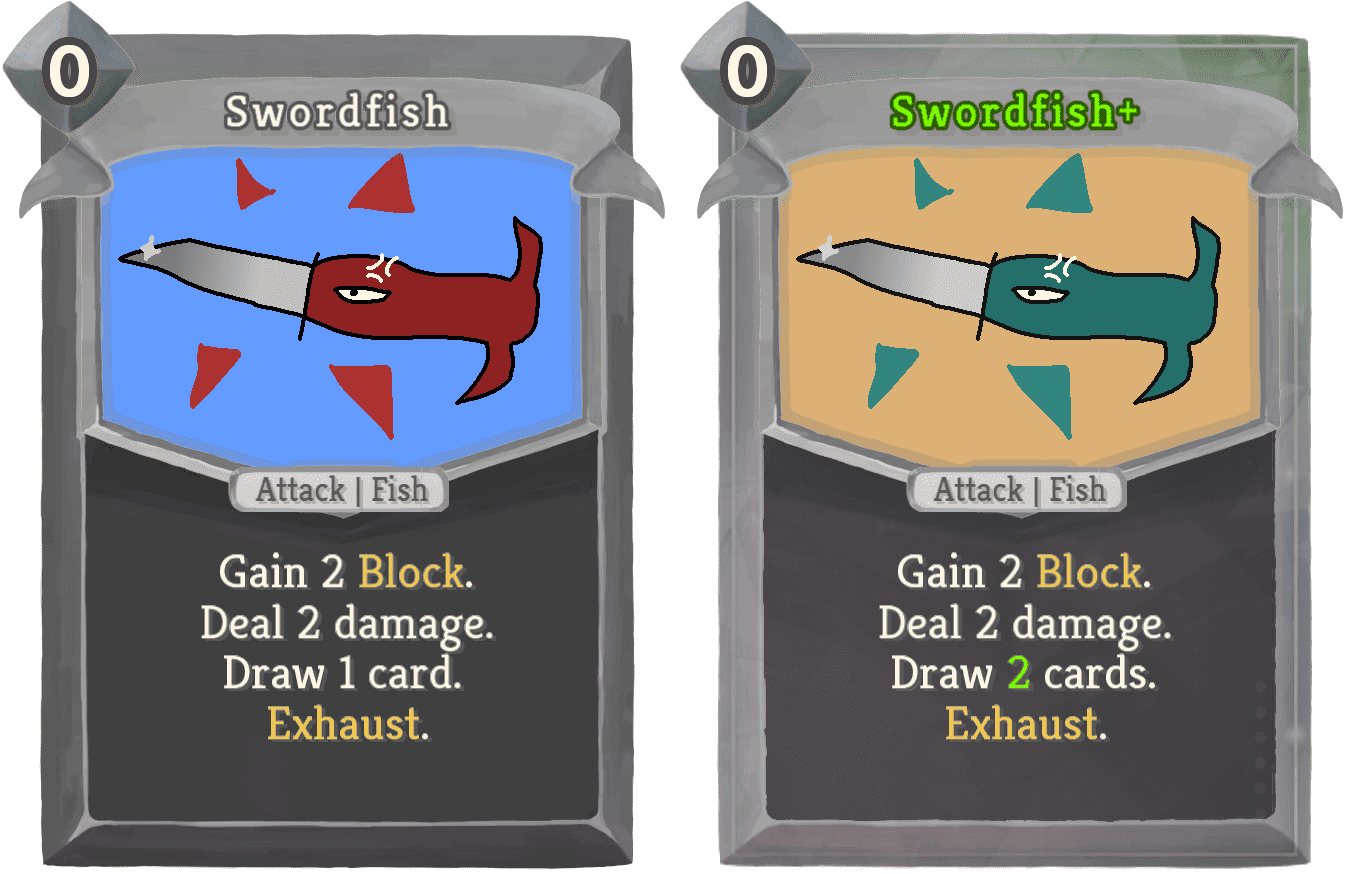 0
Swordfish
Attack | Fish
Gain 2 Block.
Deal 2 damage.
Draw 1 card.
Exhaust.
0
Swordfish+
Attack | Fish
Gain 2 Block.
Deal 2 damage.
Draw 2 cards.
Exhaust.